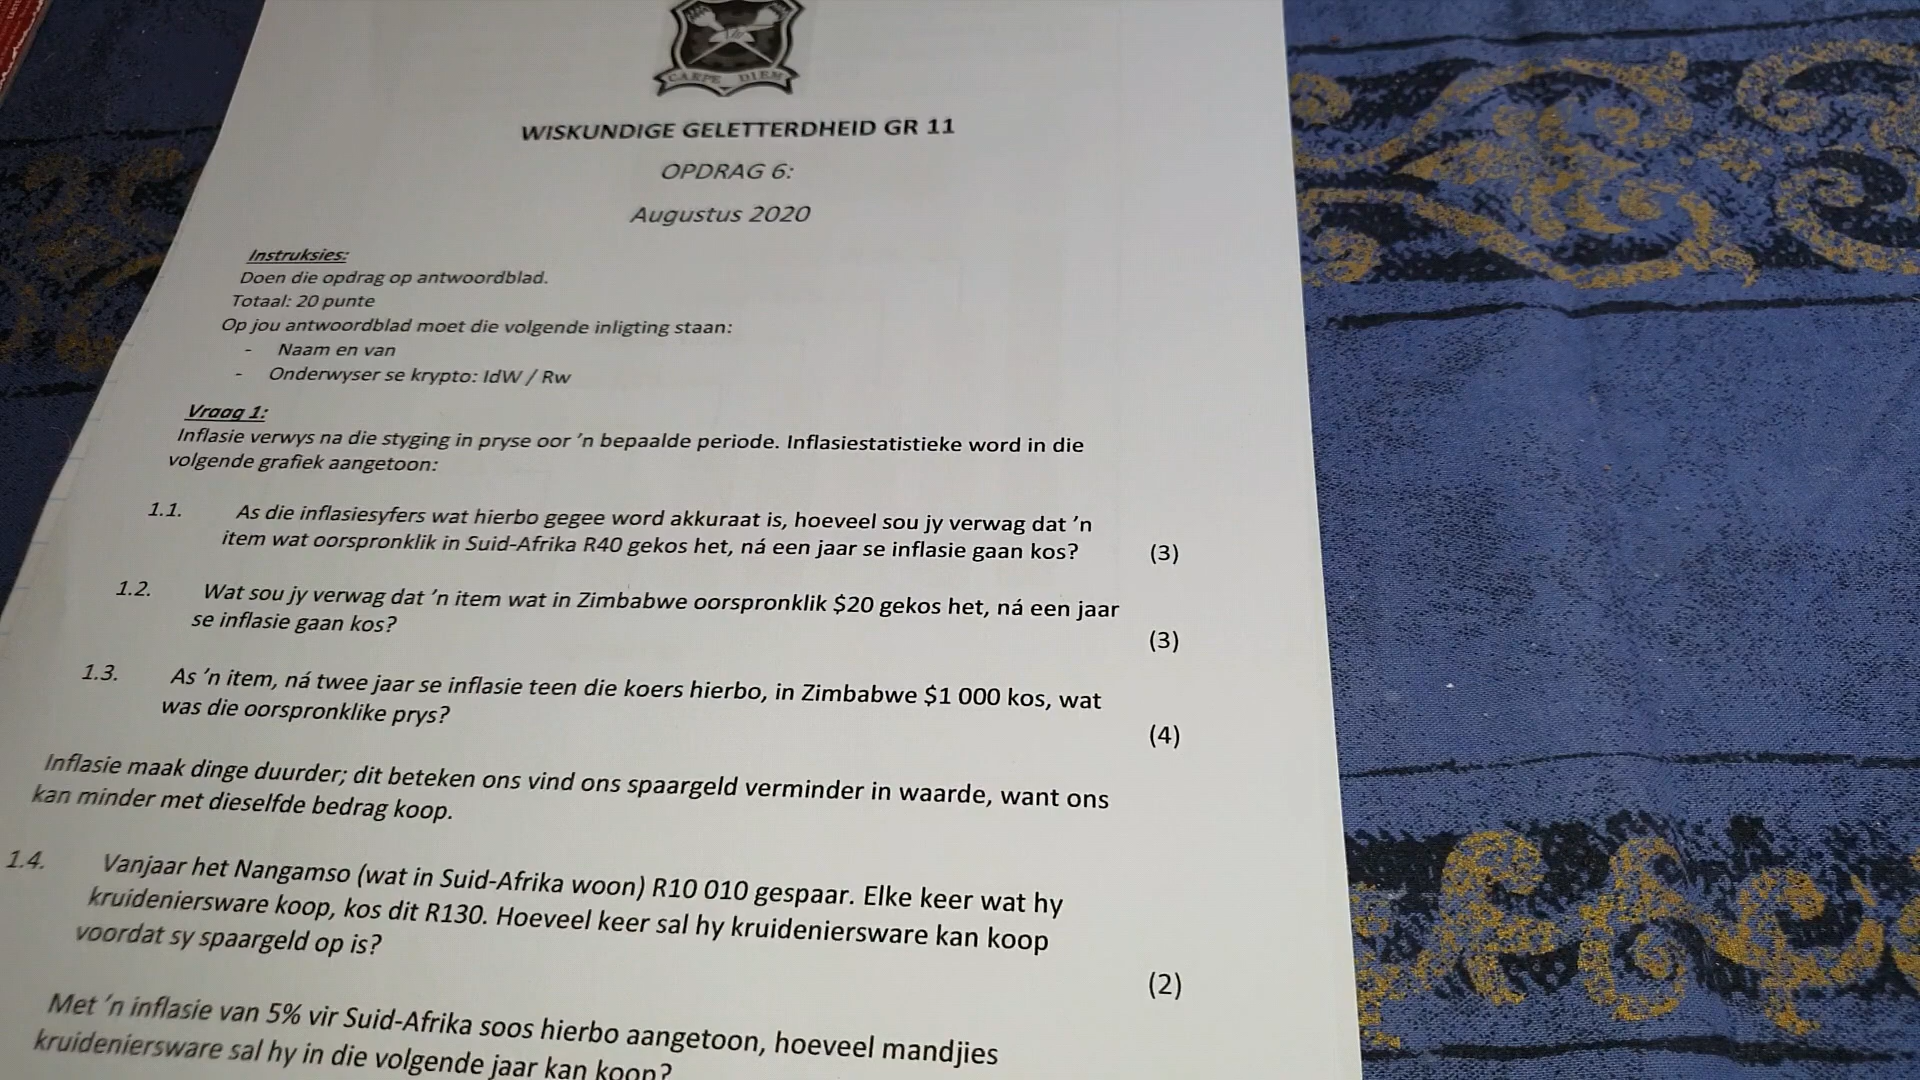 CARPE DIEM
WISKUNDIGE GELETTERDHEID GR 11
OPDRAG 6:
Augustus 2020
Instruksies:
Doen die opdrag op antwoordblad.
Totaal: 20 punte
Op jou antwoordblad moet die volgende inligting staan:
- Naam en van
- Onderwyser se krypto: IdW / Rw
Vraag 1:
Inflasie verwys na die styging in pryse oor 'n bepaalde periode. Inflasiestatistieke word in die
volgende grafiek aangetoon:
1.1. As die inflasiesyfers wat hierbo gegee word akkuraat is, hoeveel sou jy verwag dat 'n
item wat oorspronklik in Suid-Afrika R40 gekos het, ná een jaar se inflasie gaan kos? (3)
1.2. Wat sou jy verwag dat 'n item wat in Zimbabwe oorspronklik $20 gekos het, ná een jaar
se inflasie gaan kos? (3)
1.3. As 'n item, ná twee jaar se inflasie teen die koers hierbo, in Zimbabwe $1 000 kos, wat
was die oorspronklike prys? (4)
Inflasie maak dinge duurder; dit beteken ons vind ons spaargeld verminder in waarde, want ons
kan minder met dieselfde bedrag koop.
1.4. Vanjaar het Nangamso (wat in Suid-Afrika woon) R10 010 gespaar. Elke keer wat hy
kruideniersware koop, kos dit R130. Hoeveel keer sal hy kruideniersware kan koop
voordat sy spaargeld op is? (2)
Met 'n inflasie van 5% vir Suid-Afrika soos hierbo aangetoon, hoeveel mandjies
kruideniersware sal hy in die volgende jaar kan koop?